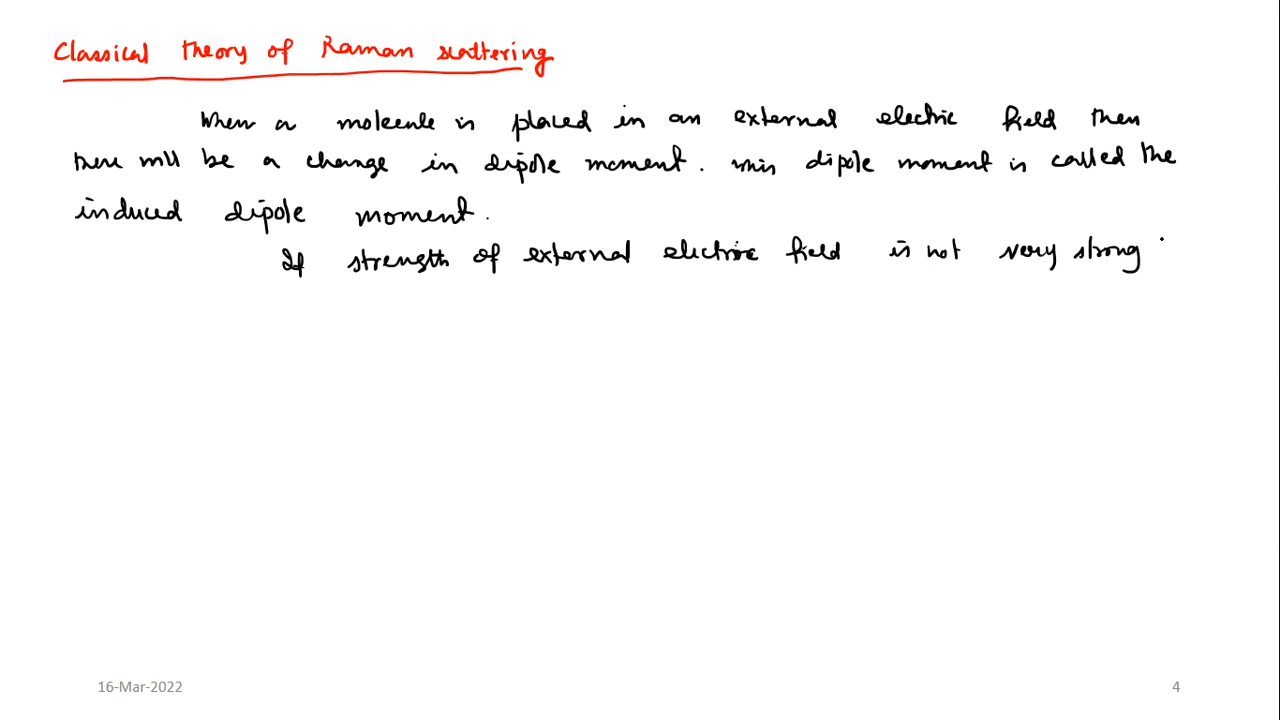 Classical theory of Raman scattering
When a molecule is placed in an external electric field then
there will be a change in dipole moment. This dipole moment is called the
induced dipole moment.
If strength of external electric field is not very strong
16-Mar-2022
4